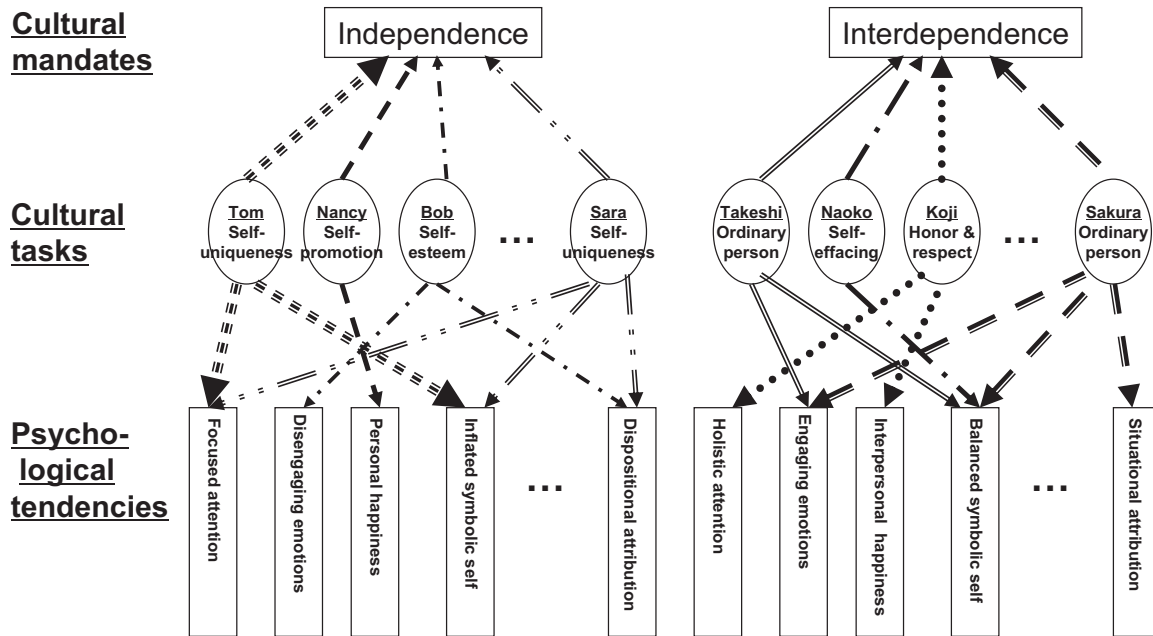 Cultural
mandates
Independence
Interdependence
Cultural
tasks
Tom
Self-
uniqueness
Nancy
Self-
promotion
Bob
Self-
esteem
...
Sara
Self-
uniqueness
Takeshi
Ordinary
person
Naoko
Self-
effacing
Koji
Honor &
respect
...
Sakura
Ordinary
person
Psycho-
logical
tendencies
Focused attention
Disengaging emotions
Personal happiness
Inflated symbolic self
...
Dispositional attribution
Holistic attention
Engaging emotions
Interpersonal happiness
Balanced symbolic self
...
Situational attribution